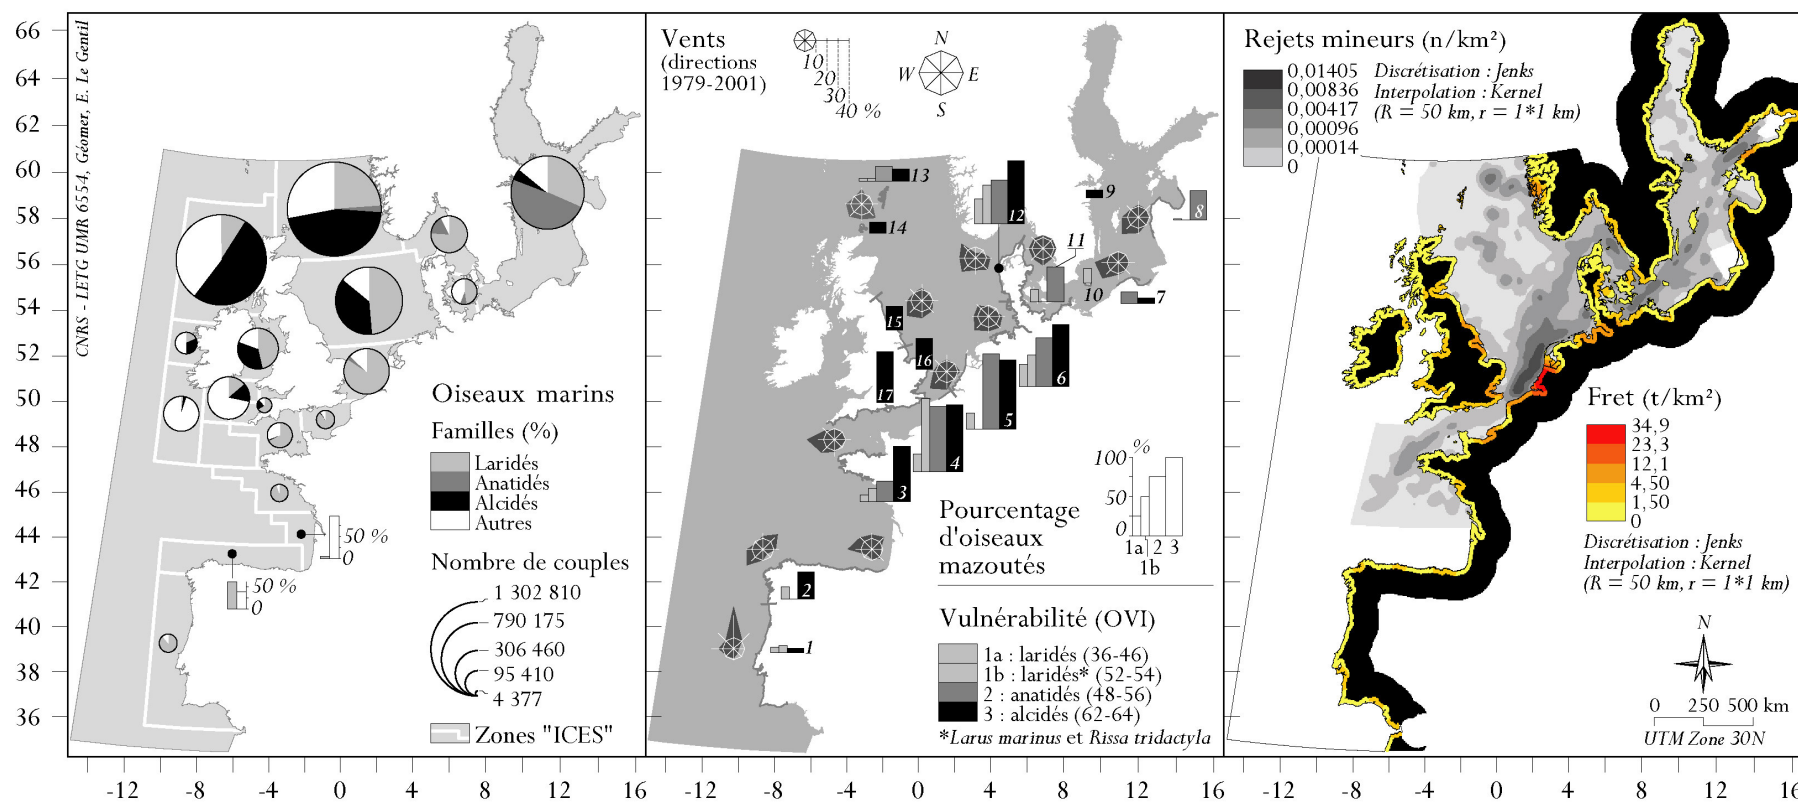 66
64
62
60
58
56
54
52
50
48
46
44
42
40
38
36
CNRS - LETG UMR 6554, Géomer, E. Le Gentil
50 %
0
50 %
0
Oiseaux marins
Familles (%)
Laridés
Anatidés
Alcidés
Autres
Nombre de couples
1 302 810
790 175
306 460
95 410
4 377
Zones "ICES"
Vents
(directions
1979-2001)
10
20
30
40 %
N
W
E
S
13
14
12
9
8
11
10
7
15
16
17
6
5
4
3
2
1
Pourcentage
d'oiseaux
mazoutés
%
100
50
0
1a
2
3
1b
Vulnérabilité (OVI)
1a : laridés (36-46)
1b : laridés* (52-54)
2 : anatidés (48-56)
3 : alcidés (62-64)
*Larus marinus et Rissa tridactyla
Rejets mineurs (n/km²)
0,01405
0,00836
0,00417
0,00096
0,00014
0
Discrétisation : Jenks
Interpolation : Kernel
(R = 50 km, r = 1*1 km)
Fret (t/km²)
34,9
23,3
12,1
4,50
1,50
0
Discrétisation : Jenks
Interpolation : Kernel
(R = 50 km, r = 1*1 km)
N
0 250 500 km
UTM Zone 30N
-12 -8 -4 0 4 8 12 16
-12 -8 -4 0 4 8 12 16
-12 -8 -4 0 4 8 12 16